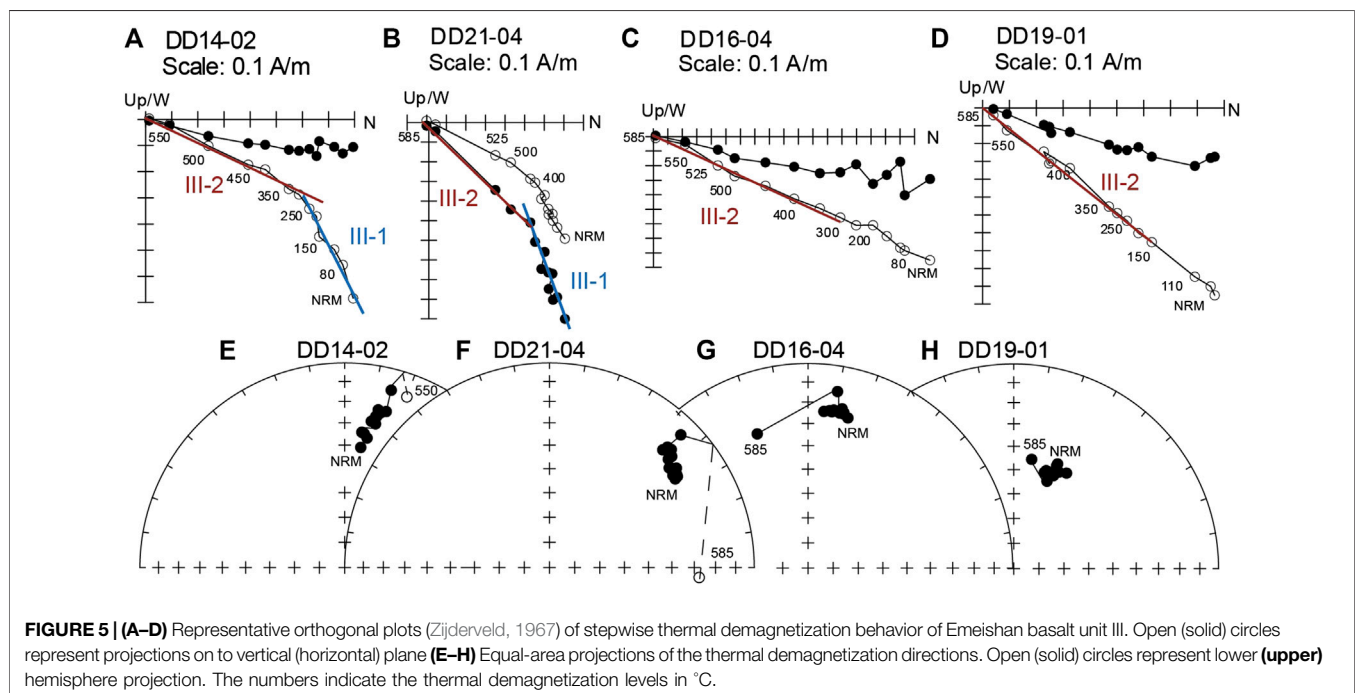 A DD14-02
Scale: 0.1 A/m
Up/W
N
550
500
450
350
250
150
80
NRM
III-2
III-1
B DD21-04
Scale: 0.1 A/m
Up/W
N
585
525
500
400
NRM
III-2
III-1
C DD16-04
Scale: 0.1 A/m
Up/W
N
585
550
525
500
400
300
200
80
NRM
III-2
D DD19-01
Scale: 0.1 A/m
Up/W
N
585
550
400
350
250
150
110
NRM
III-2
E DD14-02
550
NRM
F DD21-04
NRM
585
G DD16-04
585
NRM
H DD19-01
585
NRM
FIGURE 5 | (A–D) Representative orthogonal plots (Zijderveld, 1967) of stepwise thermal demagnetization behavior of Emeishan basalt unit III. Open (solid) circles
represent projections on to vertical (horizontal) plane (E–H) Equal-area projections of the thermal demagnetization directions. Open (solid) circles represent lower (upper)
hemisphere projection. The numbers indicate the thermal demagnetization levels in °C.